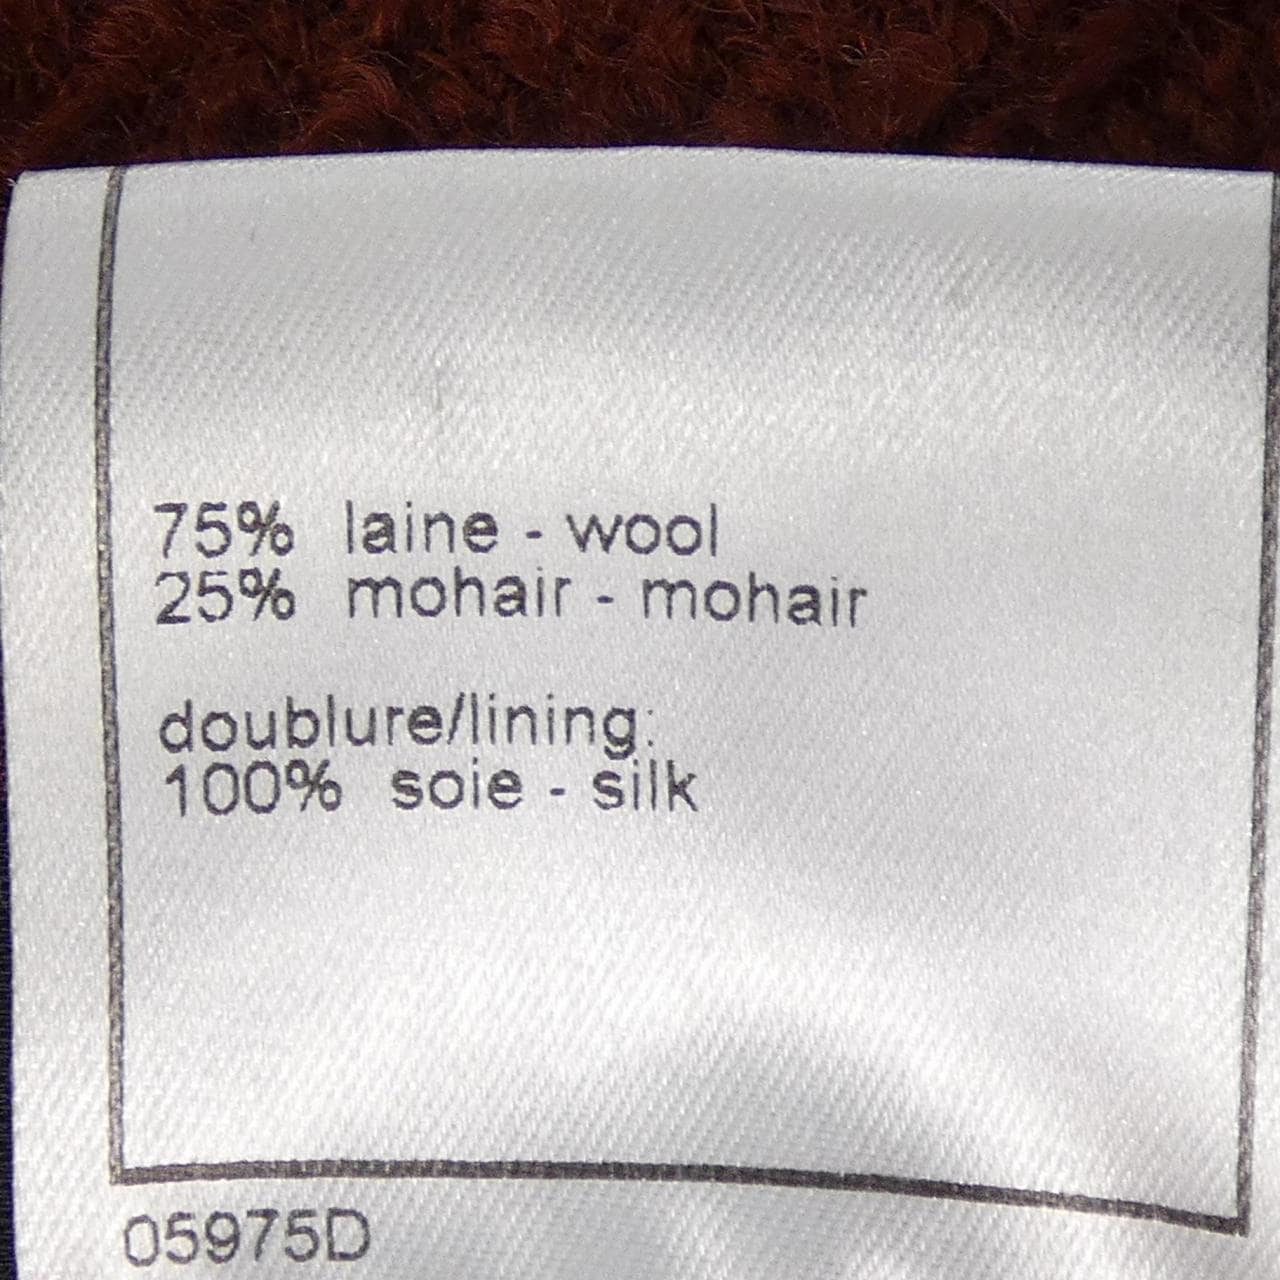 75% laine - wool
25% mohair - mohair
doublure/lining:
100% soie - silk
05975D